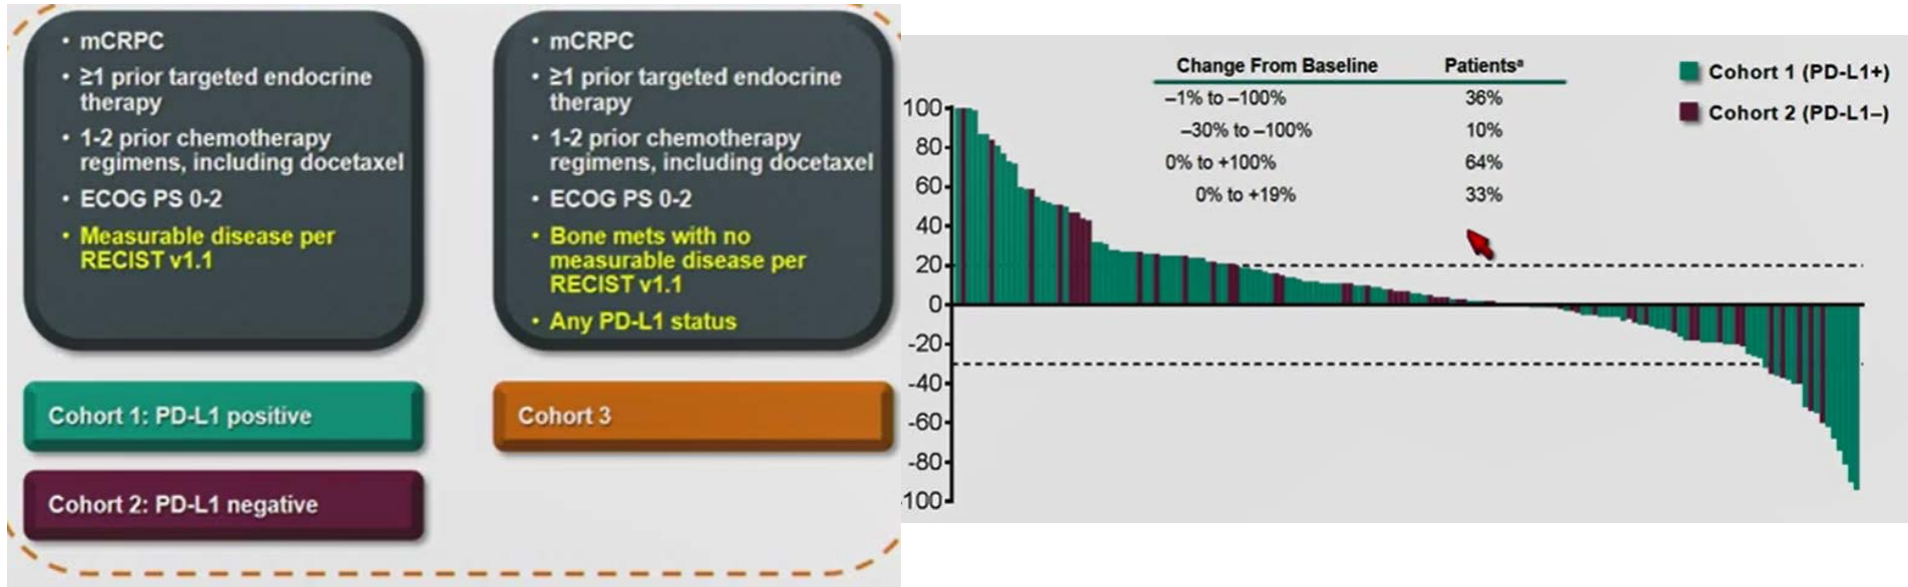 • mCRPC
• ≥1 prior targeted endocrine
therapy
• 1-2 prior chemotherapy
regimens, including docetaxel
• ECOG PS 0-2
• Measurable disease per
RECIST v1.1
Cohort 1: PD-L1 positive
Cohort 2: PD-L1 negative
• mCRPC
• ≥1 prior targeted endocrine
therapy
• 1-2 prior chemotherapy
regimens, including docetaxel
• ECOG PS 0-2
• Bone mets with no
measurable disease per
RECIST v1.1
• Any PD-L1 status
Cohort 3
Change From Baseline Patientsᵃ
–1% to –100% 36%
–30% to –100% 10%
0% to +100% 64%
0% to +19% 33%
Cohort 1 (PD-L1+)
Cohort 2 (PD-L1–)
100
80
60
40
20
0
-20
-40
-60
-80
100